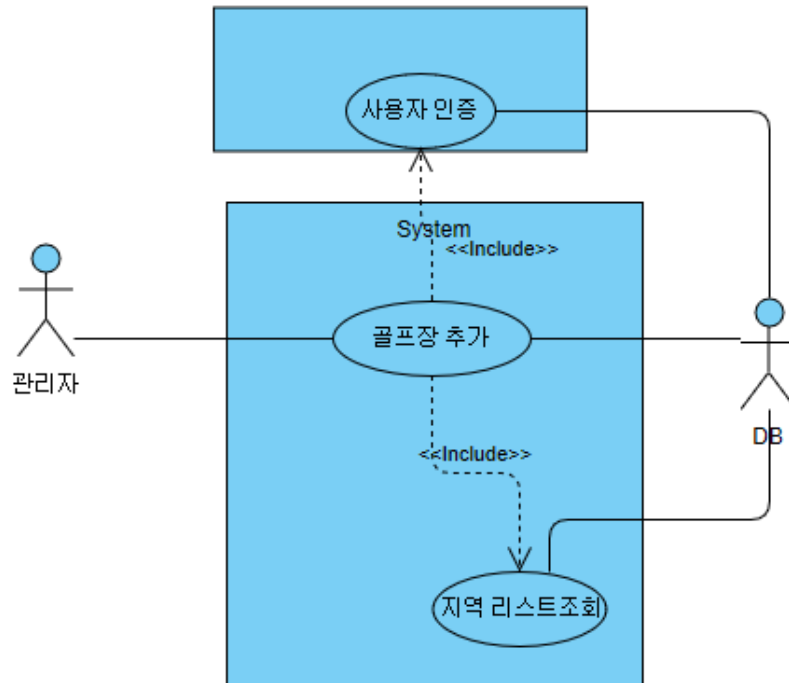 사용자 인증
System
<<Include>>
골프장 추가
관리자
DB
<<Include>>
지역 리스트조회